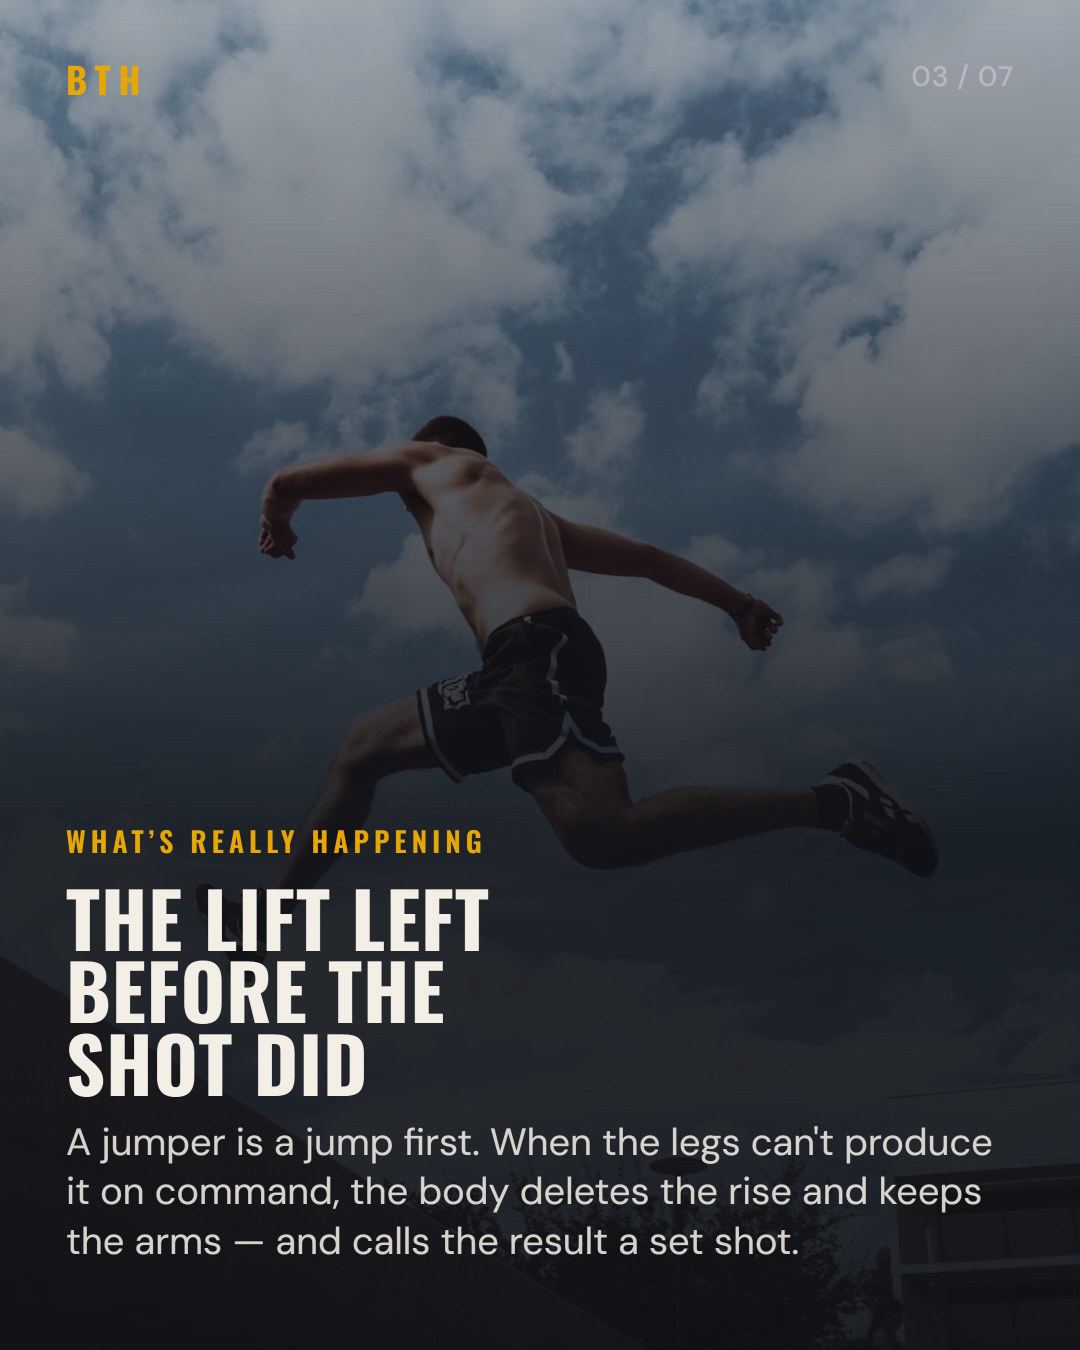 BTH
03 / 07
WHAT’S REALLY HAPPENING
THE LIFT LEFT
BEFORE THE
SHOT DID
A jumper is a jump first. When the legs can't produce
it on command, the body deletes the rise and keeps
the arms — and calls the result a set shot.